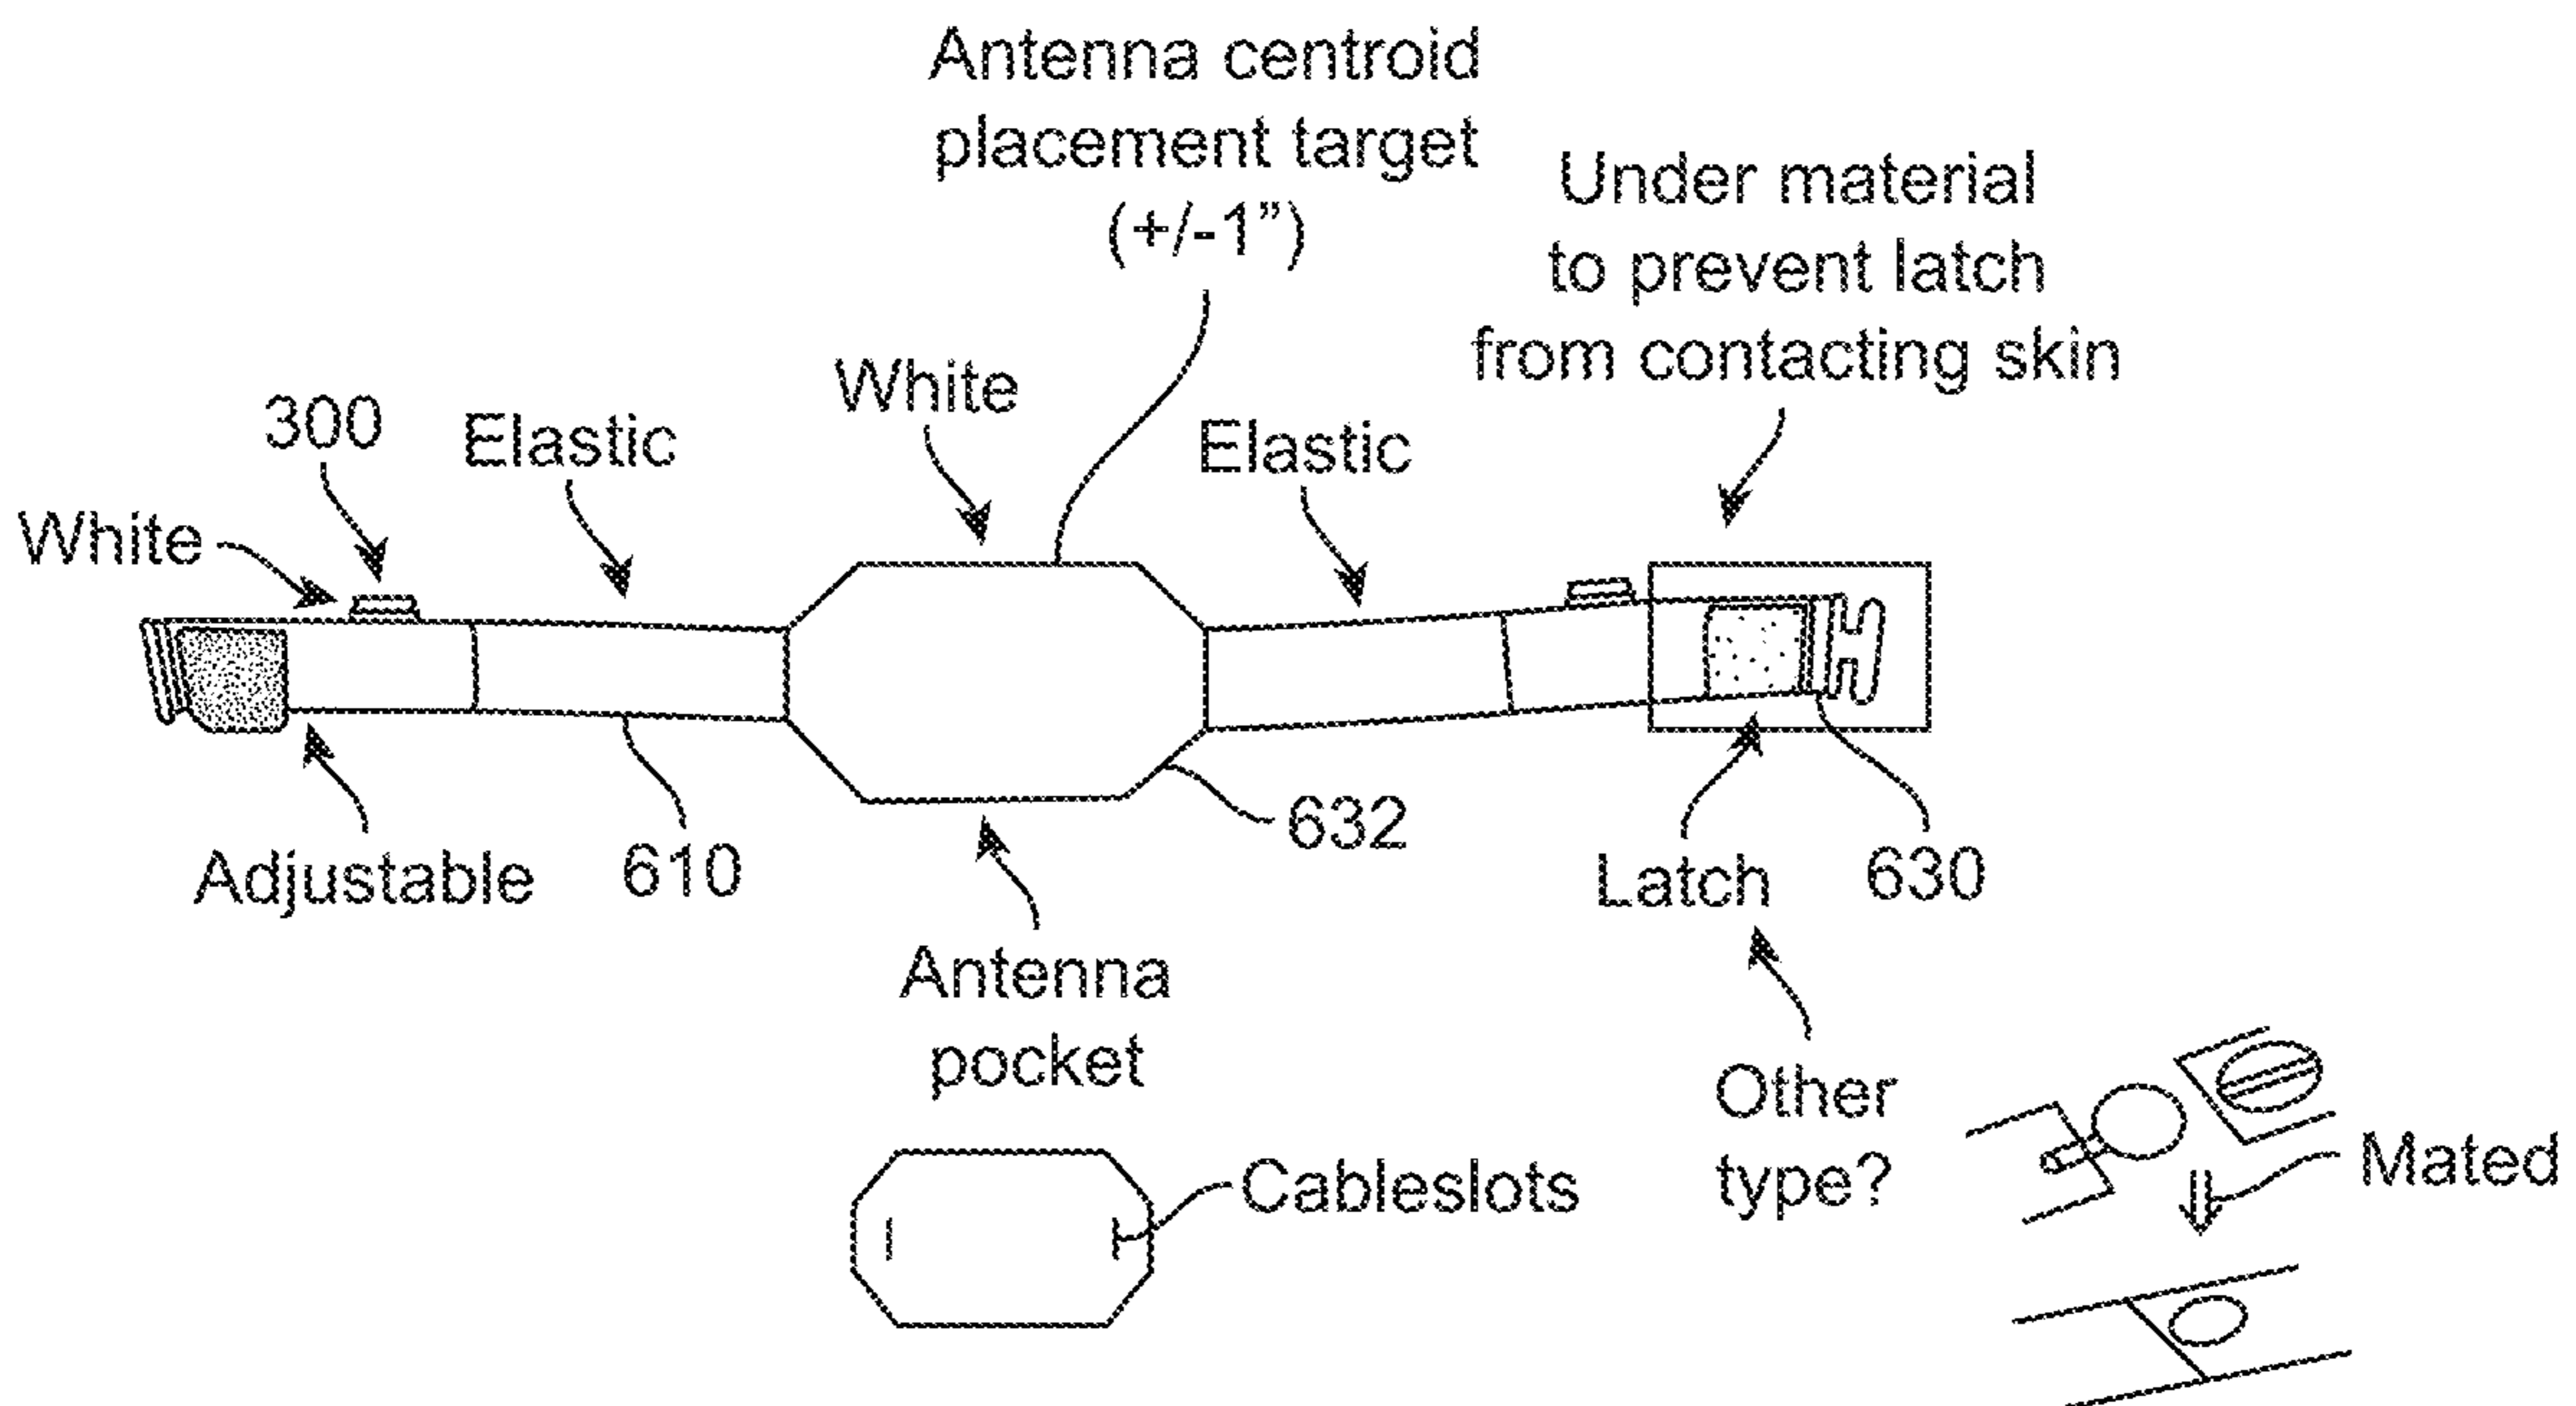 Antenna centroid
placement target
(+/-1”)
Under material
to prevent latch
from contacting skin
White
300
Elastic
Elastic
White
Adjustable
610
632
Latch
630
Antenna
pocket
Other
type?
Cableslots
Mated